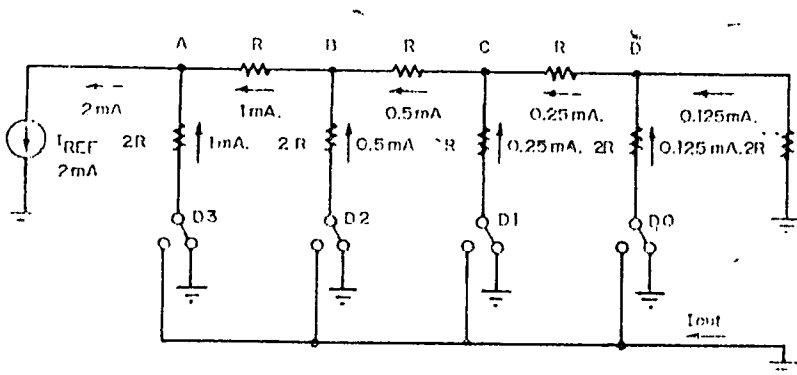 A R B R C R D
2mA 1mA. 0.5mA 0.25mA. 0.125mA.
IREF 2R 1mA. 2R 0.5mA R 0.25mA. 2R 0.125mA. 2R
2mA
D3 D2 D1 D0
Iout